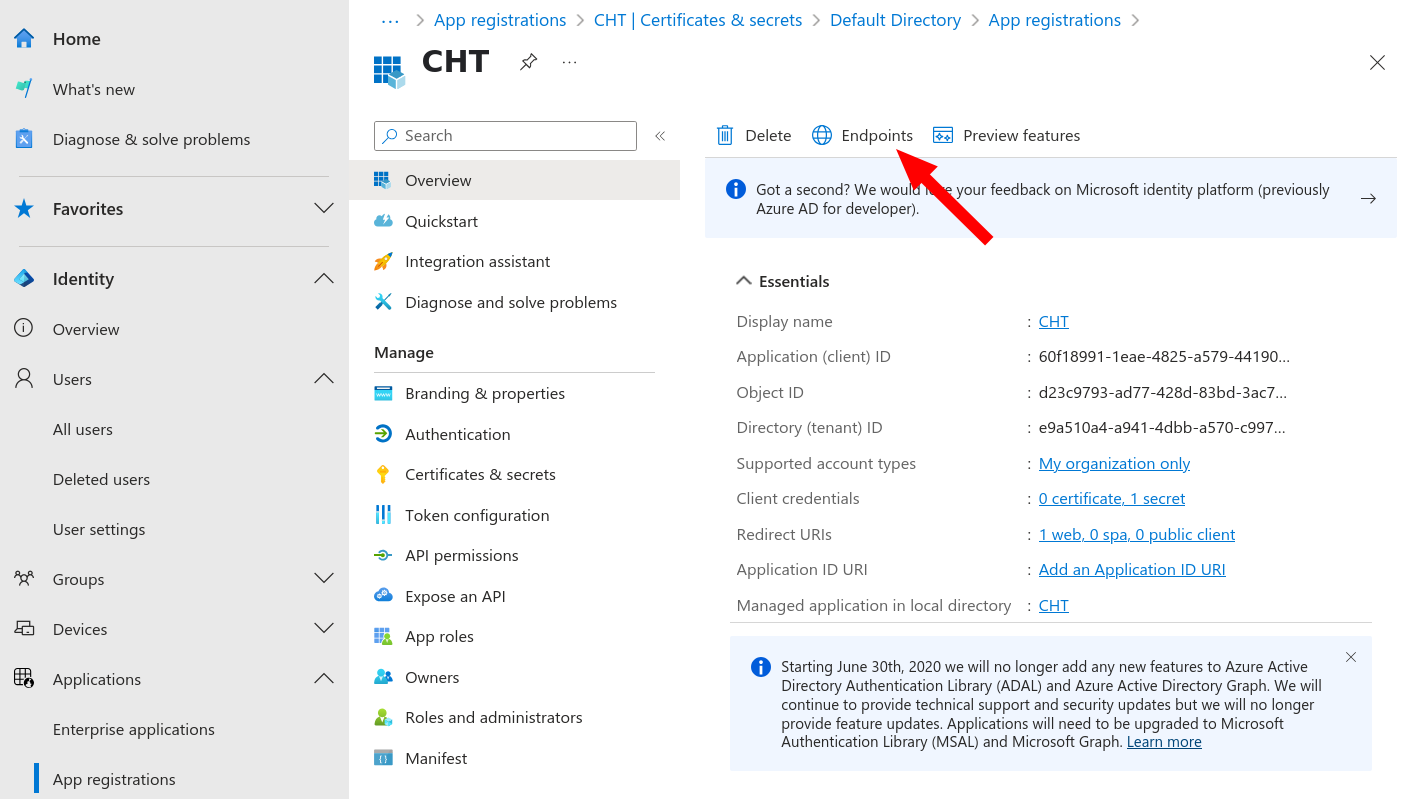 Home
What's new
Diagnose & solve problems
Favorites
Identity
Overview
Users
All users
Deleted users
User settings
Groups
Devices
Applications
Enterprise applications
App registrations
... > App registrations > CHT | Certificates & secrets > Default Directory > App registrations >
CHT
...
Search
«
Overview
Quickstart
Integration assistant
Diagnose and solve problems
Manage
Branding & properties
Authentication
Certificates & secrets
Token configuration
API permissions
Expose an API
App roles
Owners
Roles and administrators
Manifest
Delete Endpoints Preview features
Got a second? We would your feedback on Microsoft identity platform (previously
Azure AD for developer).
Essentials
Display name : CHT
Application (client) ID : 60f18991-1eae-4825-a579-44190...
Object ID : d23c9793-ad77-428d-83bd-3ac7...
Directory (tenant) ID : e9a510a4-a941-4dbb-a570-c997...
Supported account types : My organization only
Client credentials : 0 certificate, 1 secret
Redirect URIs : 1 web, 0 spa, 0 public client
Application ID URI : Add an Application ID URI
Managed application in local directory : CHT
Starting June 30th, 2020 we will no longer add any new features to Azure Active
Directory Authentication Library (ADAL) and Azure Active Directory Graph. We will
continue to provide technical support and security updates but we will no longer
provide feature updates. Applications will need to be upgraded to Microsoft
Authentication Library (MSAL) and Microsoft Graph. Learn more